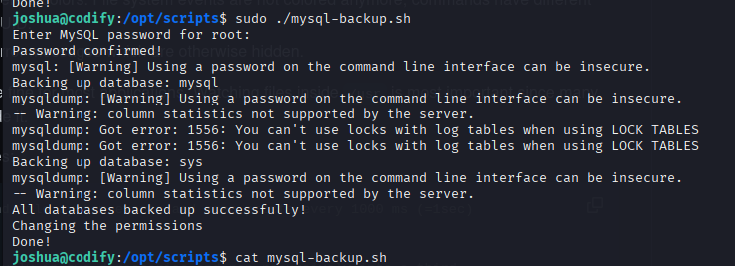 Done!
joshua@codify:/opt/scripts$ sudo ./mysql-backup.sh
Enter MySQL password for root:
Password confirmed!
mysql: [Warning] Using a password on the command line interface can be insecure.
Backing up database: mysql
mysqldump: [Warning] Using a password on the command line interface can be insecure.
-- Warning: column statistics not supported by the server.
mysqldump: Got error: 1556: You can't use locks with log tables when using LOCK TABLES
mysqldump: Got error: 1556: You can't use locks with log tables when using LOCK TABLES
Backing up database: sys
mysqldump: [Warning] Using a password on the command line interface can be insecure.
-- Warning: column statistics not supported by the server.
All databases backed up successfully!
Changing the permissions
Done!
joshua@codify:/opt/scripts$ cat mysql-backup.sh